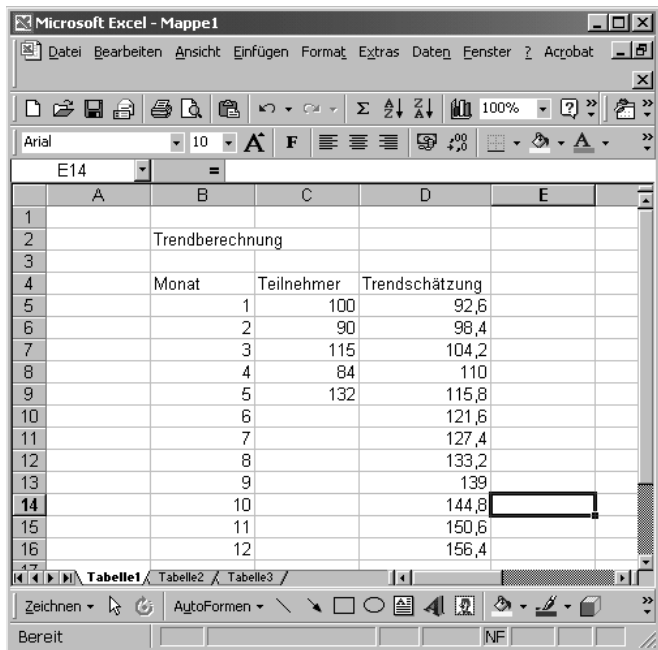 Microsoft Excel - Mappe1
Datei Bearbeiten Ansicht Einfügen Format Extras Daten Fenster ? Acrobat
100%
Arial 10 F
E14 =
A B C D E
1
2 Trendberechnung
3
4 Monat Teilnehmer Trendschätzung
5 1 100 92,6
6 2 90 98,4
7 3 115 104,2
8 4 84 110
9 5 132 115,8
10 6 121,6
11 7 127,4
12 8 133,2
13 9 139
14 10 144,8
15 11 150,6
16 12 156,4
17
Tabelle1 Tabelle2 Tabelle3
Zeichnen AutoFormen
Bereit NF